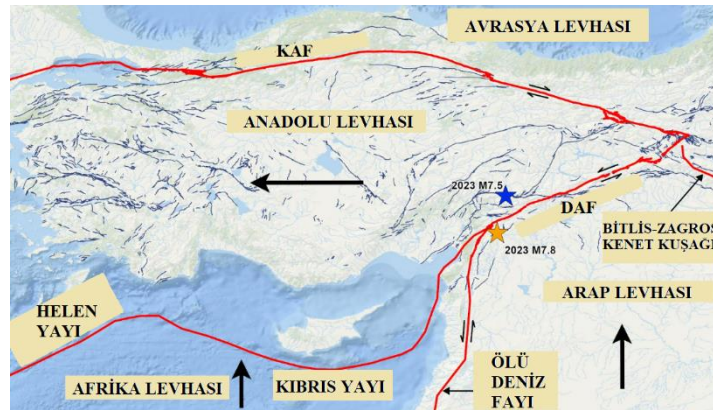 AVRASYA LEVHASI
KAF
ANADOLU LEVHASI
2023 M7.5
DAF
2023 M7.8
BİTLİS-ZAGROS
KENET KUŞAĞI
HELEN
YAYI
ARAP LEVHASI
AFRİKA LEVHASI
KIBRIS YAYI
ÖLÜ
DENİZ
FAYI